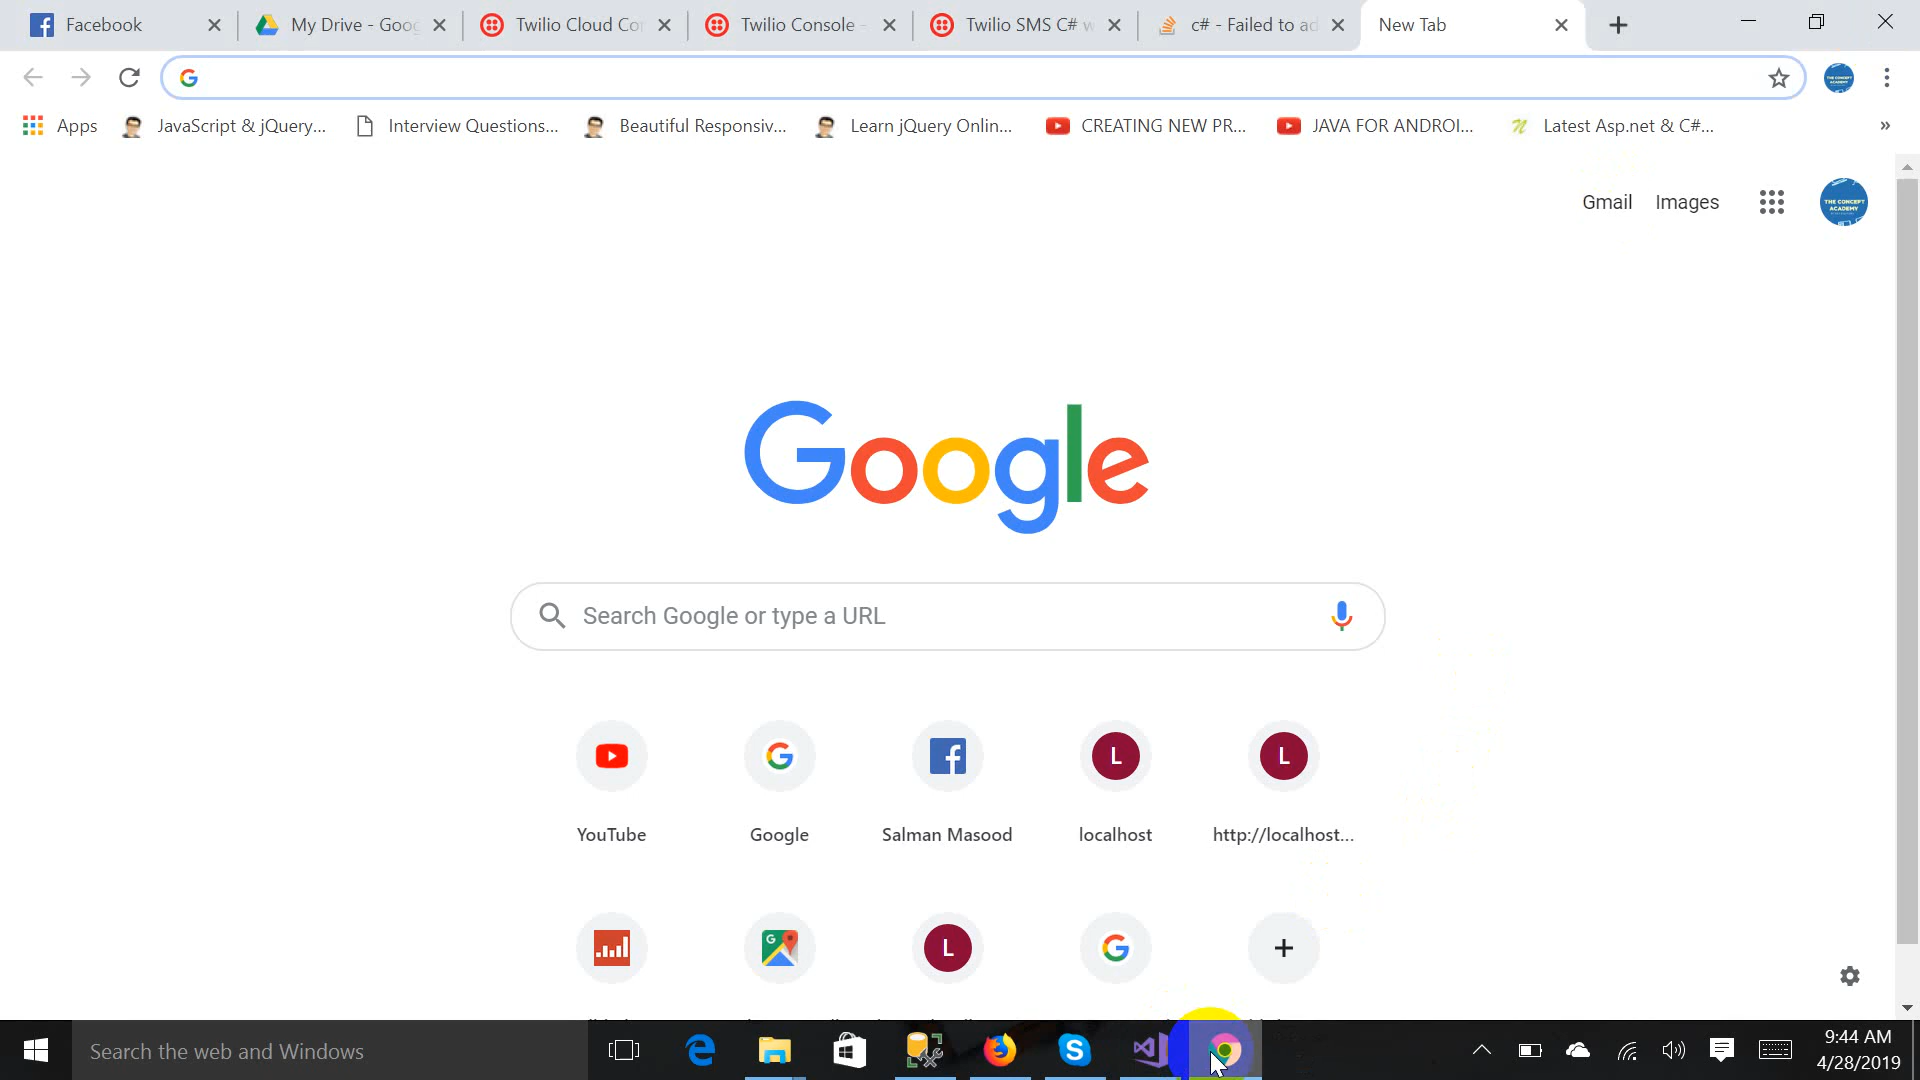 Facebook
My Drive - Goog
Twilio Cloud Co
Twilio Console -
Twilio SMS C# w
c# - Failed to ad
New Tab
Apps
JavaScript & jQuery...
Interview Questions...
Beautiful Responsiv...
Learn jQuery Onlin...
CREATING NEW PR...
JAVA FOR ANDROI...
Latest Asp.net & C#...
»
Gmail
Images
THE CONCEPT
ACADEMY
Google
Search Google or type a URL
L
L
YouTube
Google
Salman Masood
localhost
http://localhost...
L
Search the web and Windows
9:44 AM
4/28/2019